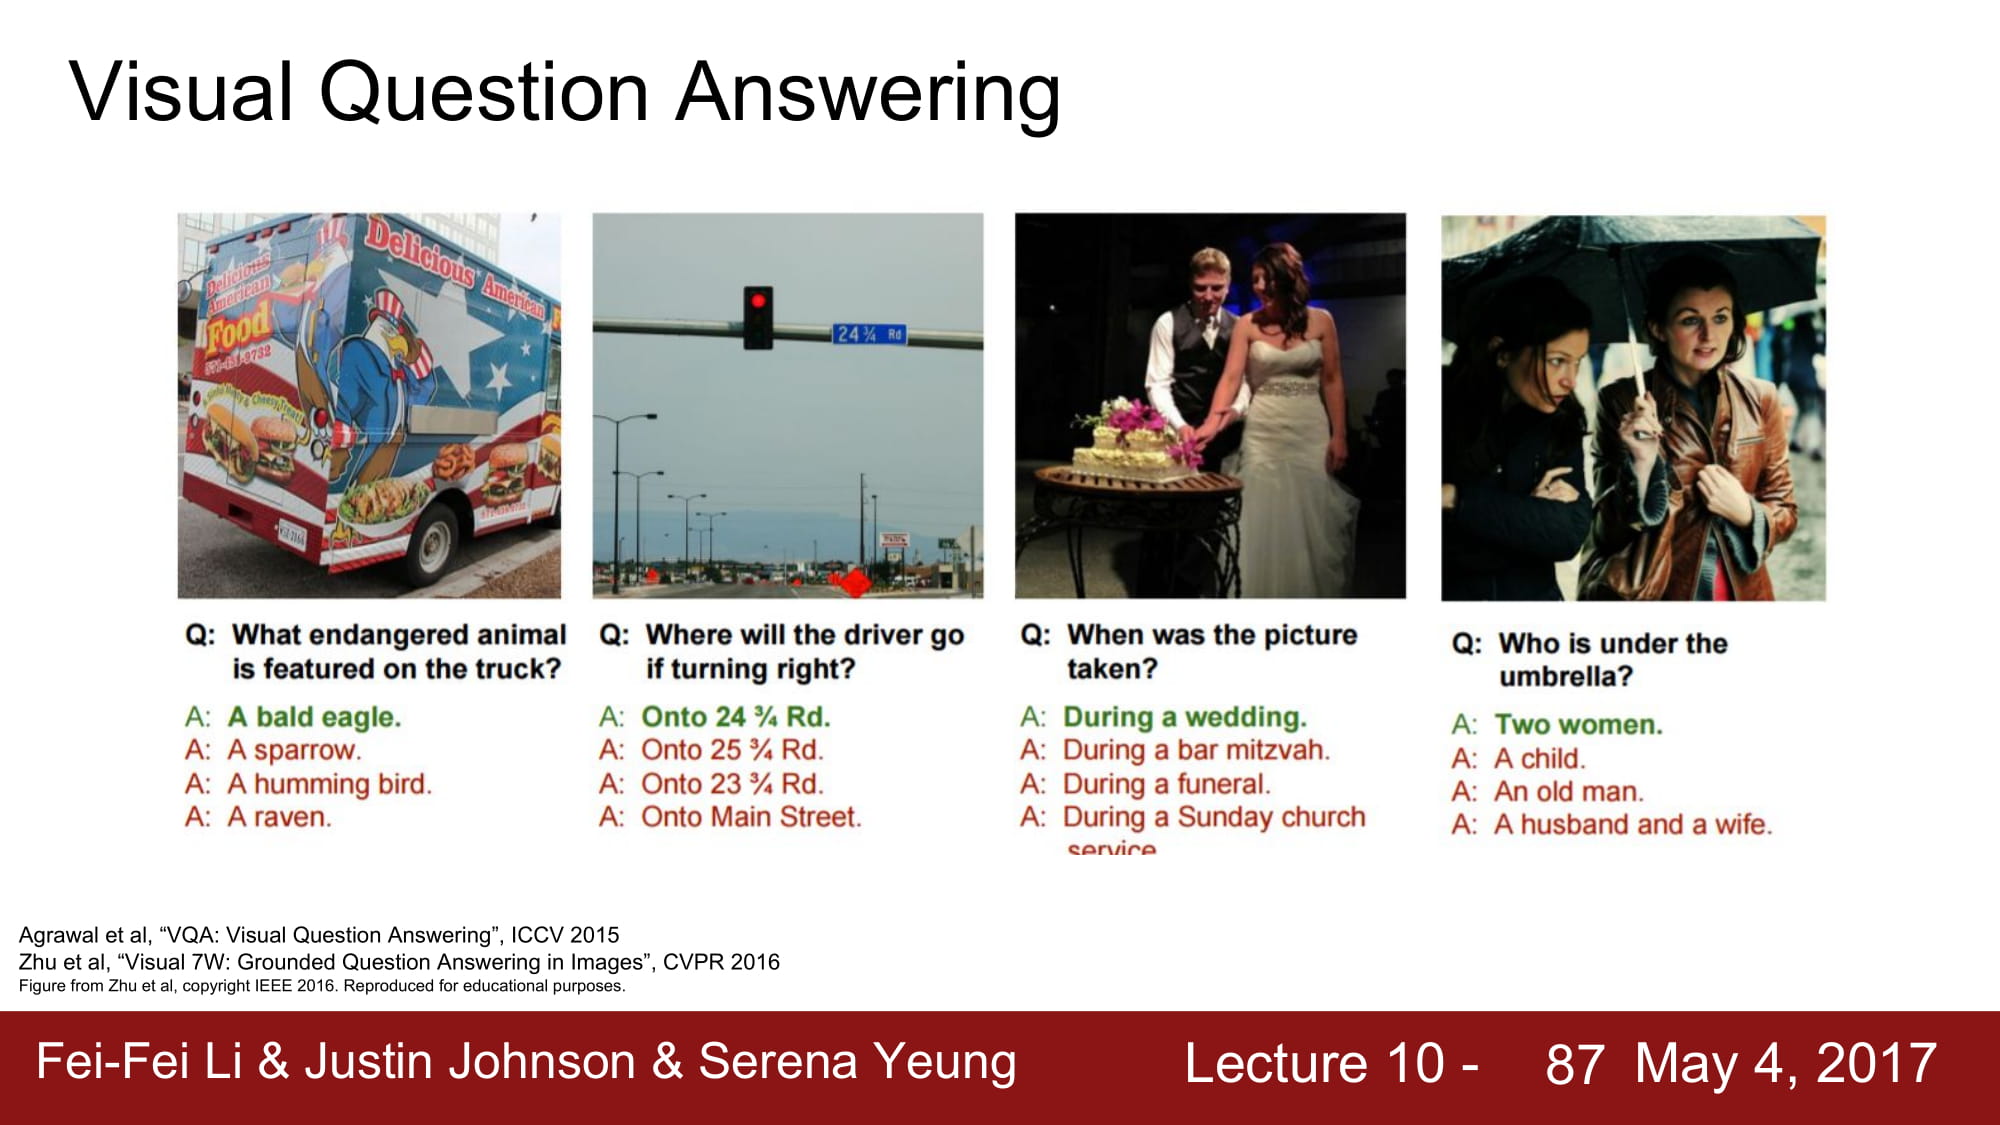 Visual Question Answering
Delicious
American
Food
571-431-9732
Delicious American
24 ¾ Rd
Q: What endangered animal
is featured on the truck?
A: A bald eagle.
A: A sparrow.
A: A humming bird.
A: A raven.
Q: Where will the driver go
if turning right?
A: Onto 24 ¾ Rd.
A: Onto 25 ¾ Rd.
A: Onto 23 ¾ Rd.
A: Onto Main Street.
Q: When was the picture
taken?
A: During a wedding.
A: During a bar mitzvah.
A: During a funeral.
A: During a Sunday church
service
Q: Who is under the
umbrella?
A: Two women.
A: A child.
A: An old man.
A: A husband and a wife.
Agrawal et al, “VQA: Visual Question Answering”, ICCV 2015
Zhu et al, “Visual 7W: Grounded Question Answering in Images”, CVPR 2016
Figure from Zhu et al, copyright IEEE 2016. Reproduced for educational purposes.
Fei-Fei Li & Justin Johnson & Serena Yeung
Lecture 10 - 87 May 4, 2017